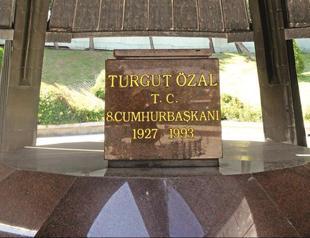 TURGUT ÖZAL
T. C.
8.CUMHURBAŞKANI
1927 1993